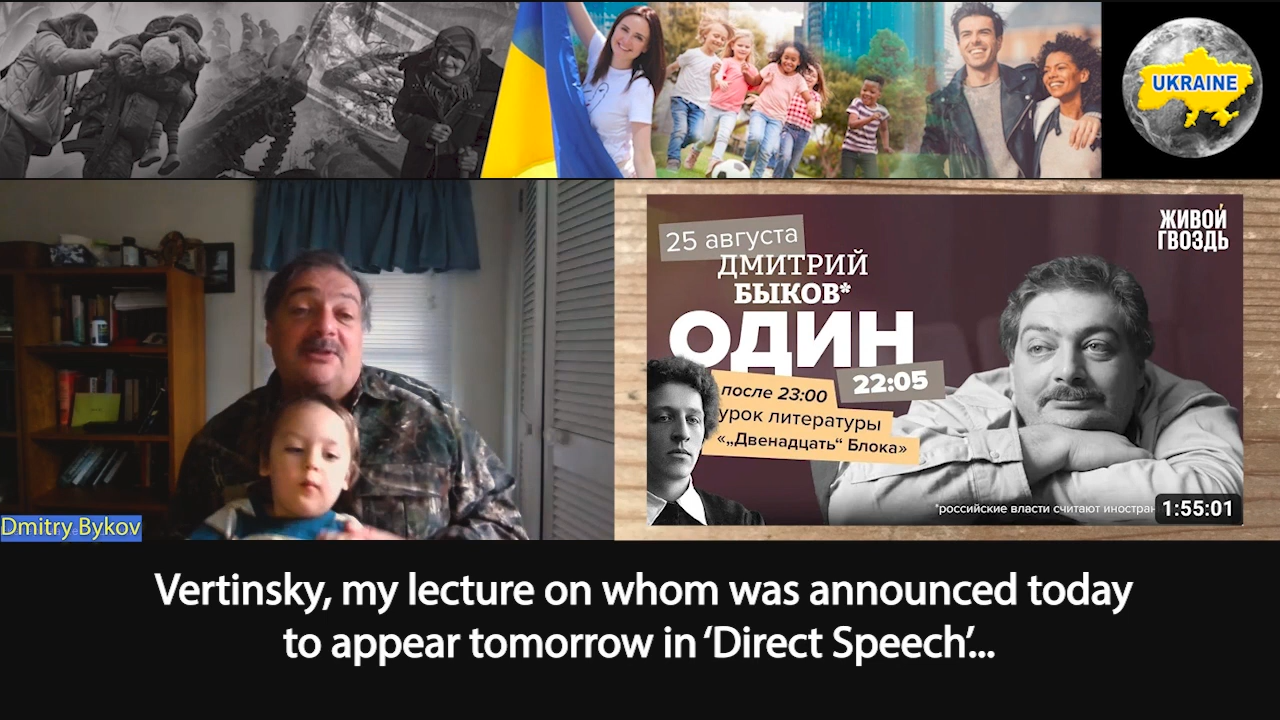 UKRAINE
Dmitry Bykov
25 августа
ДМИТРИЙ
БЫКОВ*
ОДИН
22:05
после 23:00
урок литературы
«„Двенадцать“ Блока»
ЖИВОЙ
ГВОЗДЬ
*российские власти считают
1:55:01
Vertinsky, my lecture on whom was announced today
to appear tomorrow in ‘Direct Speech’...